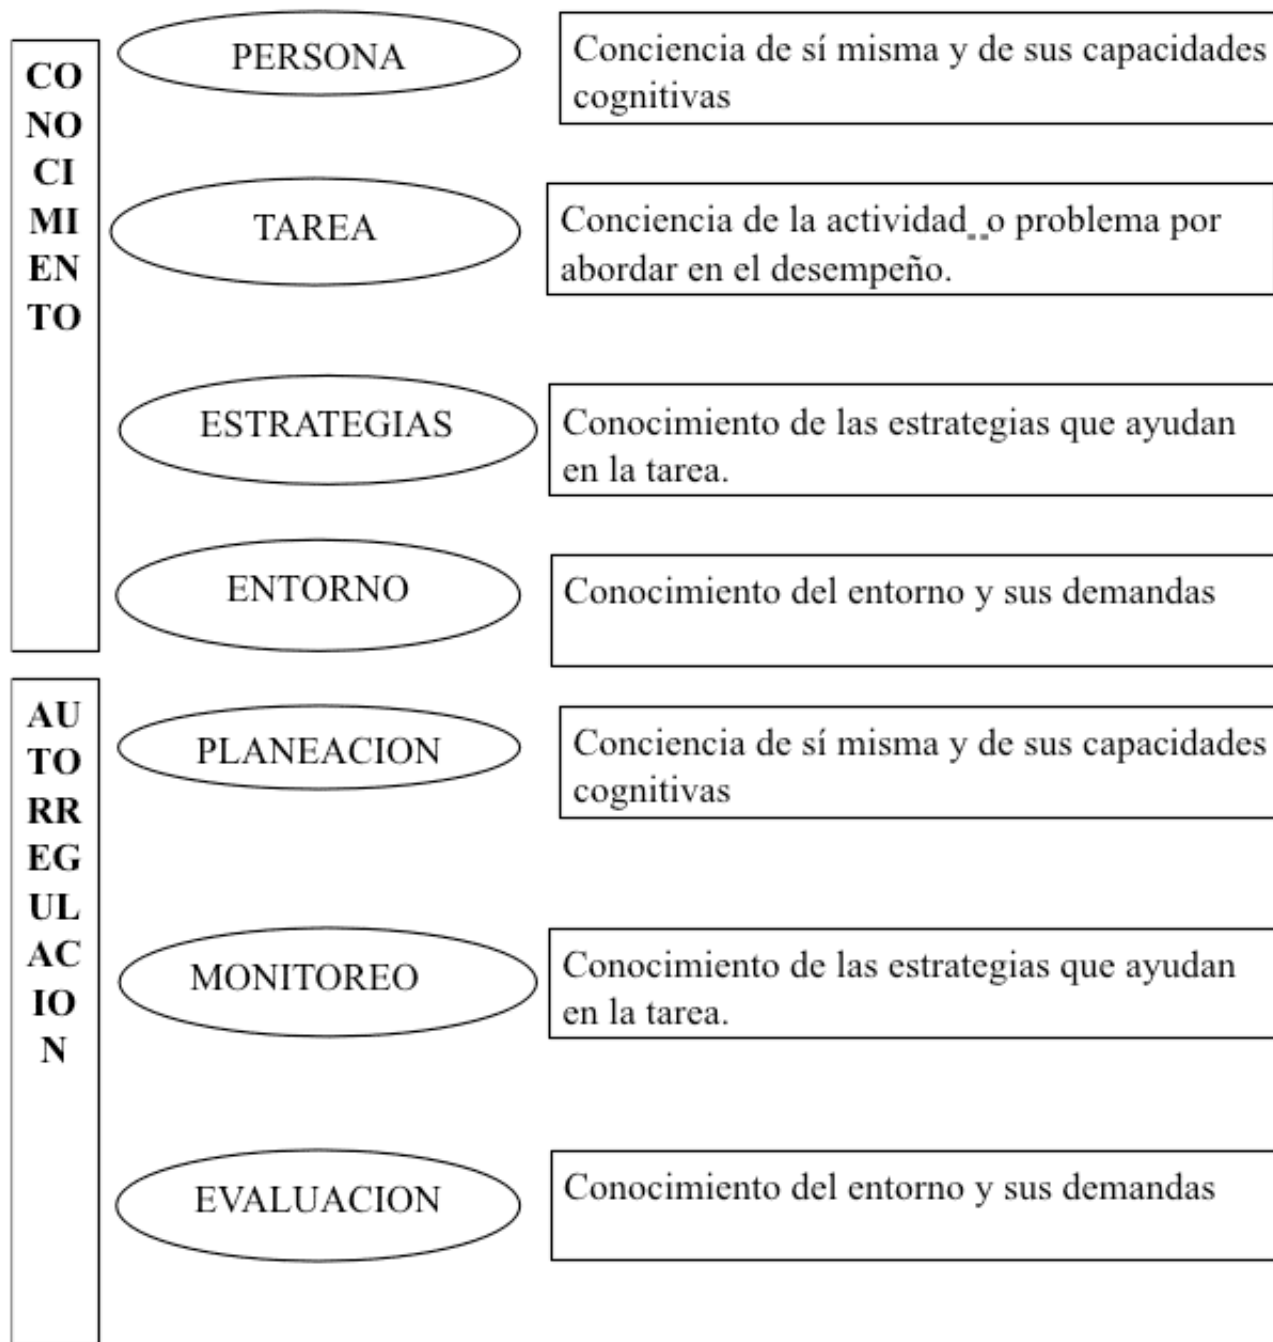 CO
NO
CI
MI
EN
TO
PERSONA
Conciencia de sí misma y de sus capacidades
cognitivas
TAREA
Conciencia de la actividad o problema por
abordar en el desempeño.
ESTRATEGIAS
Conocimiento de las estrategias que ayudan
en la tarea.
ENTORNO
Conocimiento del entorno y sus demandas
AU
TO
RR
EG
UL
AC
IO
N
PLANEACION
Conciencia de sí misma y de sus capacidades
cognitivas
MONITOREO
Conocimiento de las estrategias que ayudan
en la tarea.
EVALUACION
Conocimiento del entorno y sus demandas